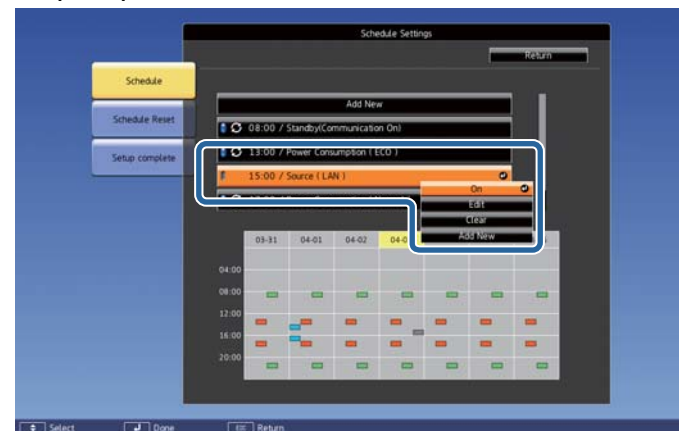 Schedule Settings
Return
Schedule
Schedule Reset
Setup complete
Add New
08:00 / Standby(Communication On)
13:00 / Power Consumption ( ECO )
15:00 / Source ( LAN )
On
Edit
Clear
Add New
03-31 04-01 04-02
04:00
08:00
12:00
16:00
20:00
Select Done Return